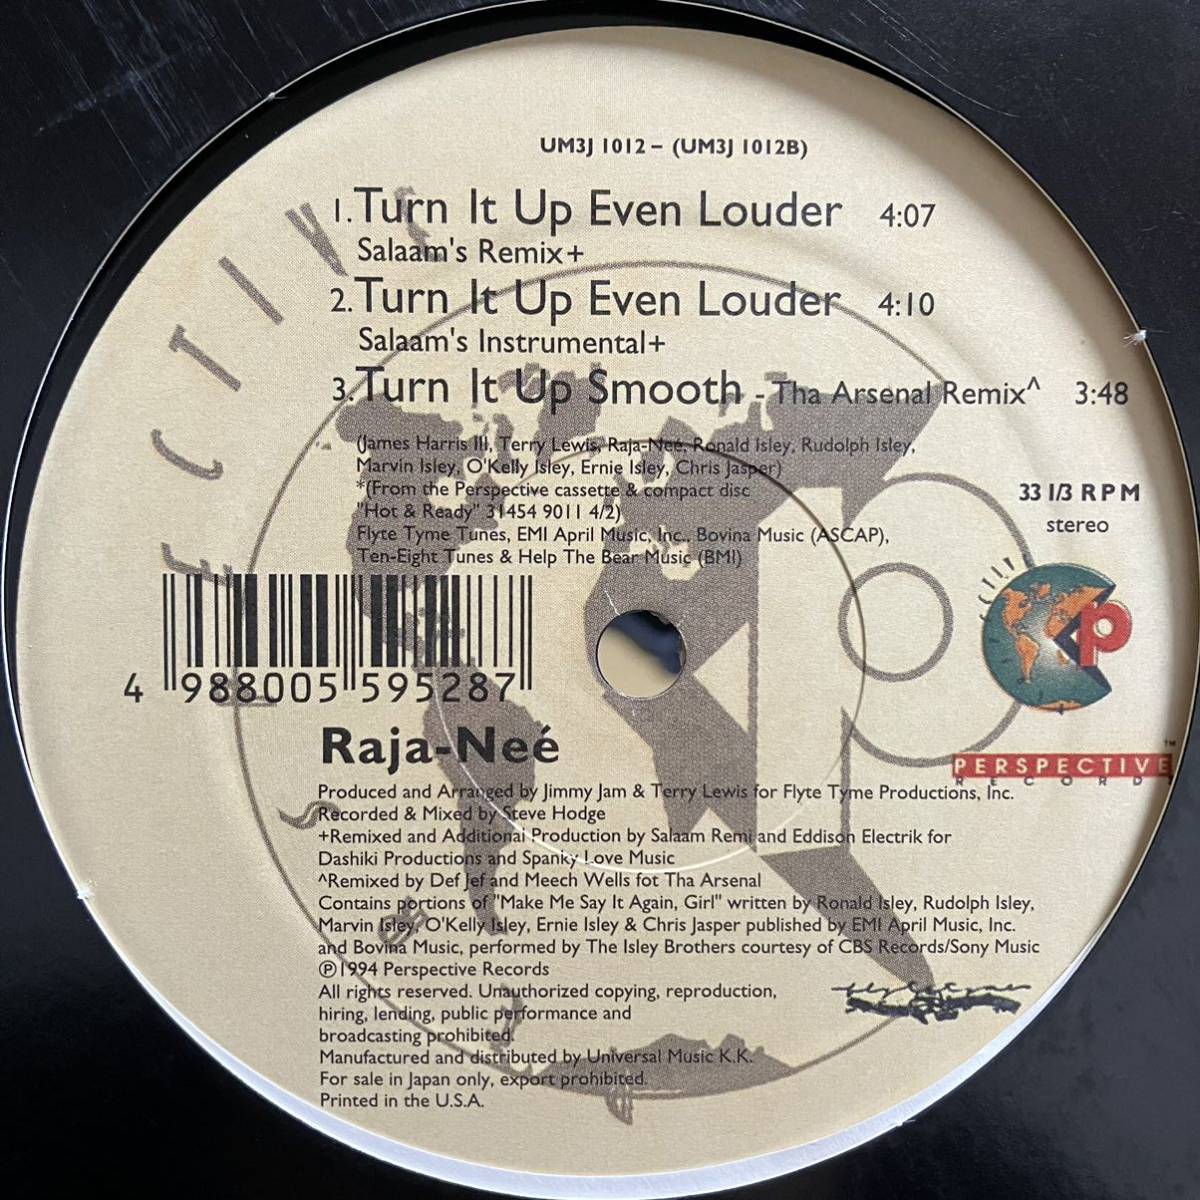 UM3J 1012 – (UM3J 1012B)
1. Turn It Up Even Louder 4:07
Salaam's Remix+
2. Turn It Up Even Louder 4:10
Salaam's Instrumental+
3. Turn It Up Smooth - Tha Arsenal Remix^ 3:48
(James Harris III, Terry Lewis, Raja-Neé, Ronald Isley, Rudolph Isley,
Marvin Isley, O'Kelly Isley, Ernie Isley, Chris Jasper)
*(From the Perspective cassette & compact disc
"Hot & Ready" 31454 9011 4/2)
Flyte Tyme Tunes, EMI April Music, Inc., Bovina Music (ASCAP),
Ten-Eight Tunes & Help The Bear Music (BMI)
33 1/3 RPM
stereo
4 988005 595287
Raja-Neé
PERSPECTIVE™
RECORDS
Produced and Arranged by Jimmy Jam & Terry Lewis for Flyte Tyme Productions, Inc.
Recorded & Mixed by Steve Hodge
+Remixed and Additional Production by Salaam Remi and Eddison Electrik for
Dashiki Productions and Spanky Love Music
^Remixed by Def Jef and Meech Wells fot Tha Arsenal
Contains portions of "Make Me Say It Again, Girl" written by Ronald Isley, Rudolph Isley,
Marvin Isley, O'Kelly Isley, Ernie Isley & Chris Jasper published by EMI April Music, Inc.
and Bovina Music, performed by The Isley Brothers courtesy of CBS Records/Sony Music
℗1994 Perspective Records
All rights reserved. Unauthorized copying, reproduction,
hiring, lending, public performance and
broadcasting prohibited.
Manufactured and distributed by Universal Music K.K.
For sale in Japan only, export prohibited.
Printed in the U.S.A.